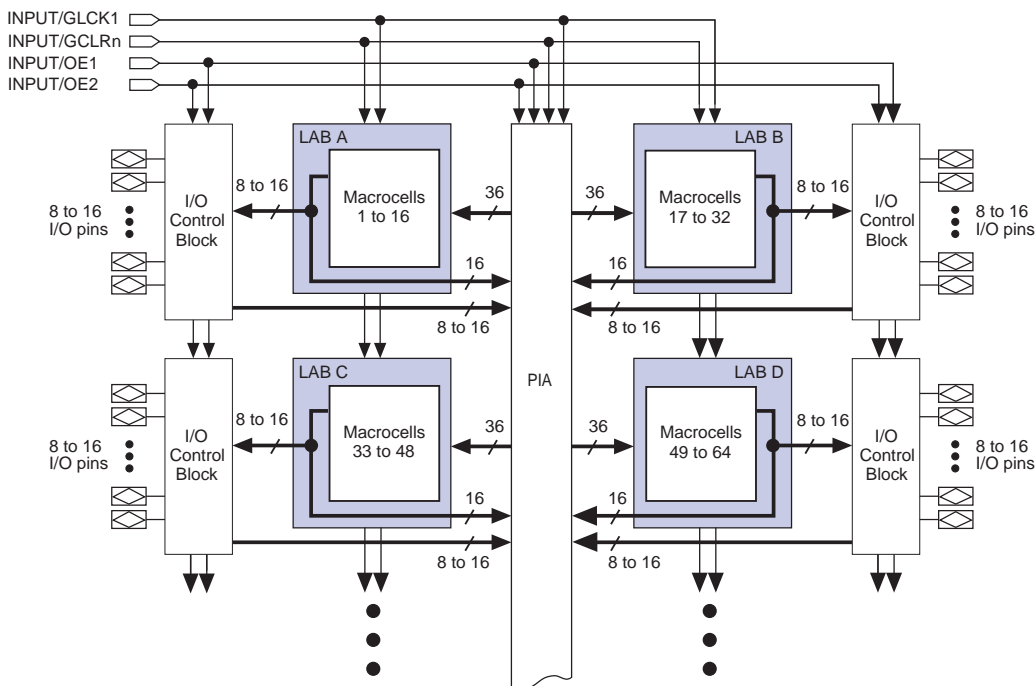 INPUT/GLCK1
INPUT/GCLRn
INPUT/OE1
INPUT/OE2
LAB A
LAB B
8 to 16
I/O pins
I/O
Control
Block
8 to 16
Macrocells
1 to 16
36
36
Macrocells
17 to 32
8 to 16
I/O
Control
Block
8 to 16
I/O pins
16
16
8 to 16
8 to 16
PIA
LAB C
LAB D
8 to 16
I/O pins
I/O
Control
Block
8 to 16
Macrocells
33 to 48
36
36
Macrocells
49 to 64
8 to 16
I/O
Control
Block
8 to 16
I/O pins
16
16
8 to 16
8 to 16